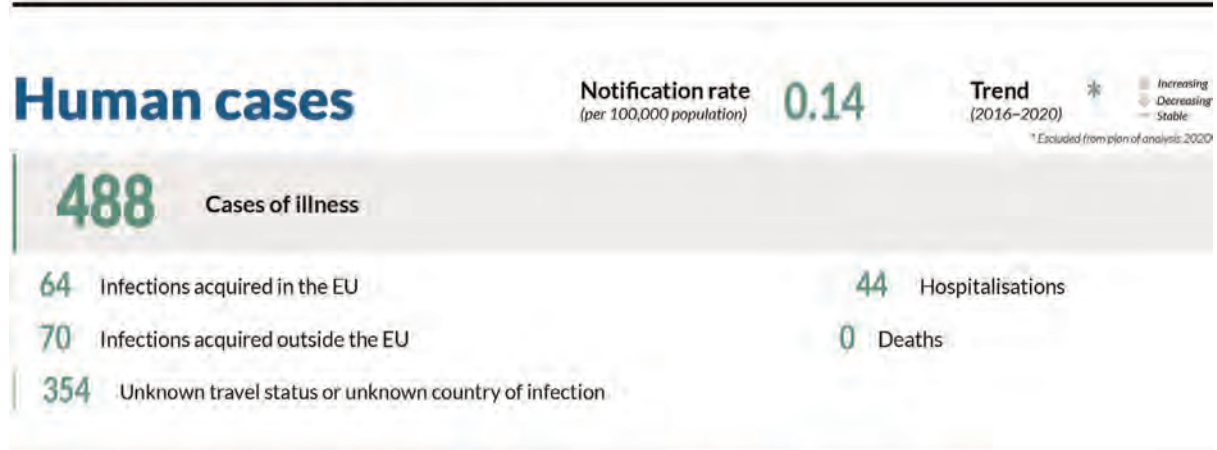 Human cases
Notification rate
(per 100,000 population)
0.14
Trend
(2016–2020)
*
Increasing
Decreasing
Stable
* Excluded from plan of analysis 2020
488 Cases of illness
64 Infections acquired in the EU
44 Hospitalisations
70 Infections acquired outside the EU
0 Deaths
354 Unknown travel status or unknown country of infection